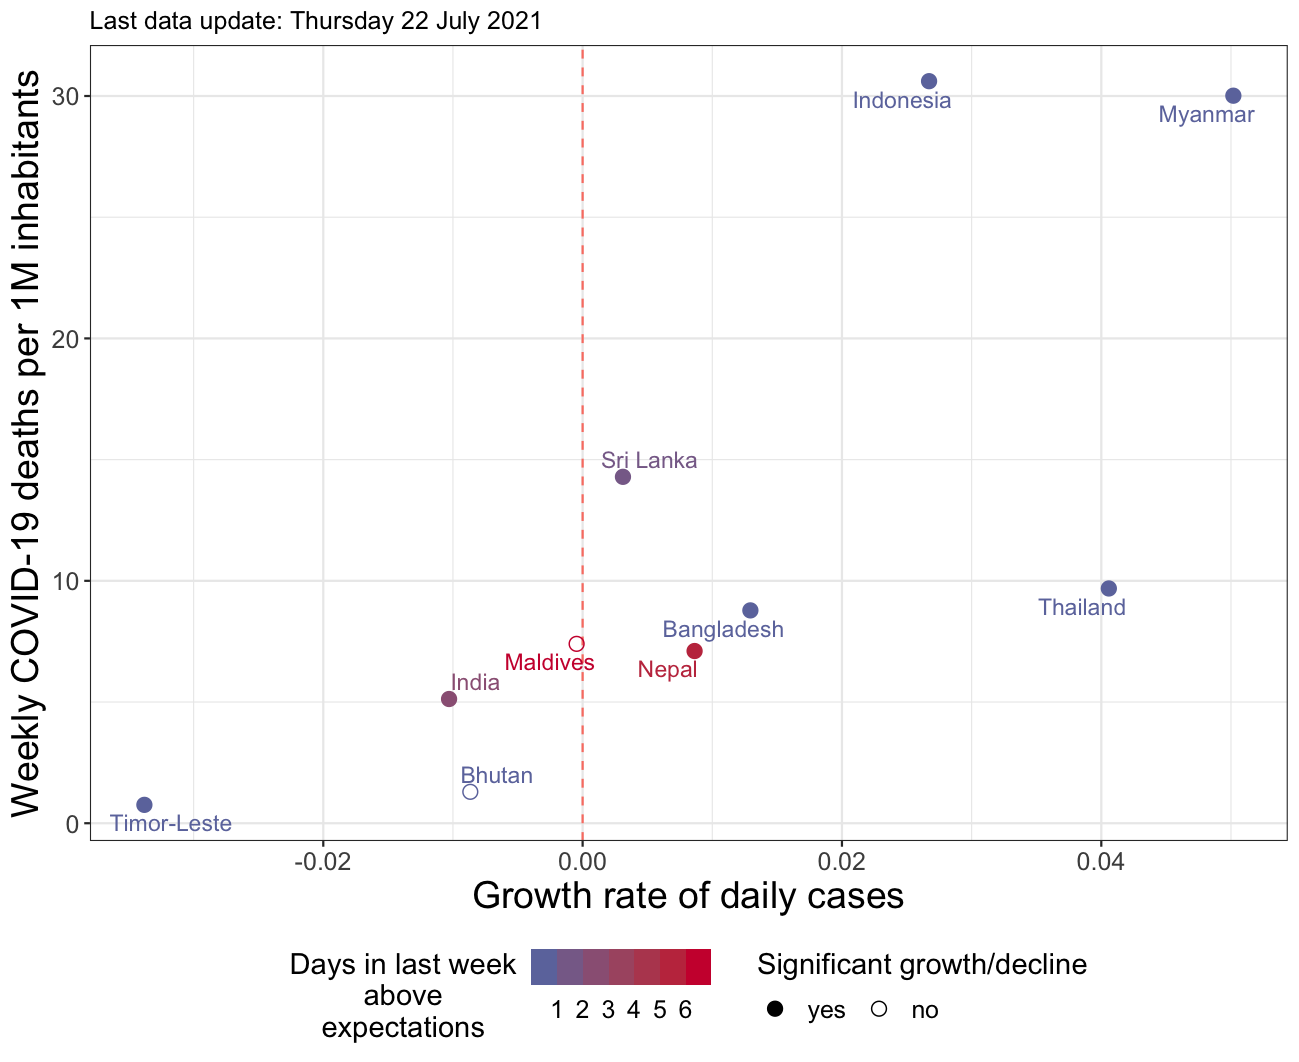 Last data update: Thursday 22 July 2021
Weekly COVID-19 deaths per 1M inhabitants
30
20
10
0
Indonesia
Myanmar
Sri Lanka
Thailand
Bangladesh
Maldives
Nepal
India
Bhutan
Timor-Leste
-0.02
0.00
0.02
0.04
Growth rate of daily cases
Days in last week
above
expectations
1 2 3 4 5 6
Significant growth/decline
yes no